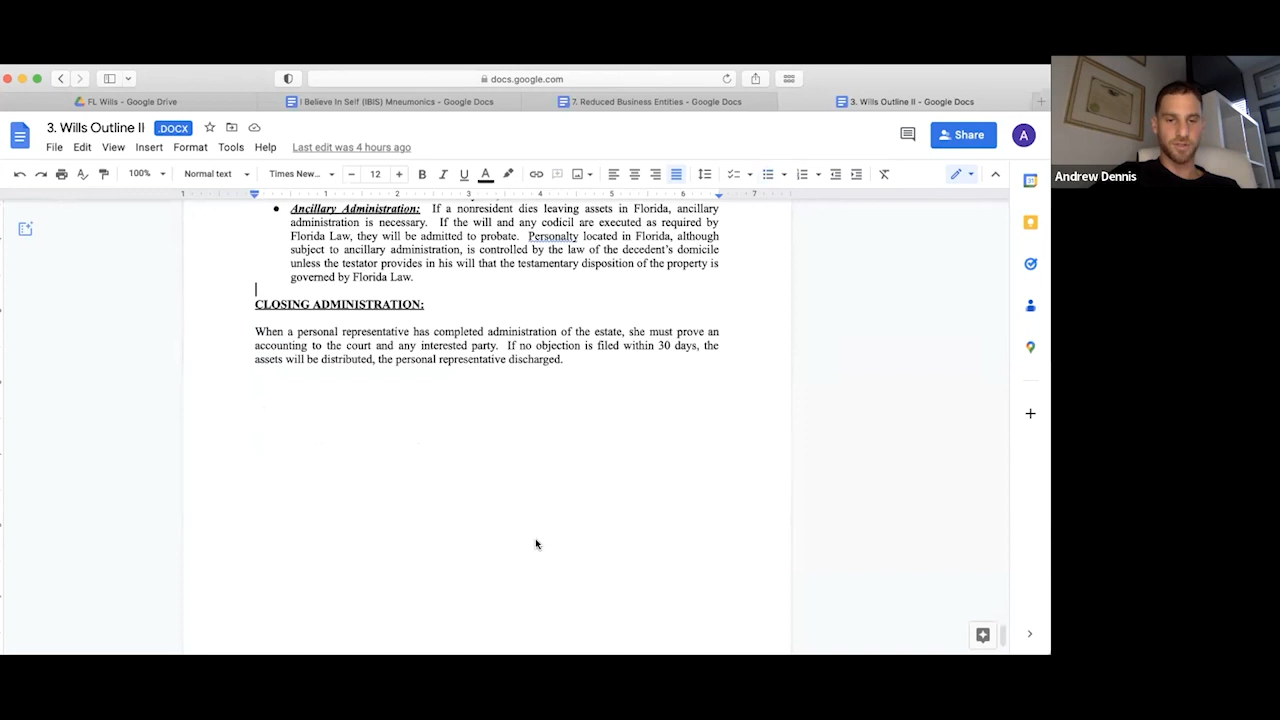 docs.google.com
FL Wills - Google Drive
I Believe In Self (IBIS) Mneumonics - Google Docs
7. Reduced Business Entities - Google Docs
3. Wills Outline II - Google Docs
3. Wills Outline II .DOCX
File Edit View Insert Format Tools Help Last edit was 4 hours ago
Share
A
100% Normal text Times New... 12 B I U A
1 1 2 3 4 5 6 7
Andrew Dennis
● Ancillary Administration: If a nonresident dies leaving assets in Florida, ancillary
administration is necessary. If the will and any codicil are executed as required by
Florida Law, they will be admitted to probate. Personalty located in Florida, although
subject to ancillary administration, is controlled by the law of the decedent's domicile
unless the testator provides in his will that the testamentary disposition of the property is
governed by Florida Law.
CLOSING ADMINISTRATION:
When a personal representative has completed administration of the estate, she must prove an
accounting to the court and any interested party. If no objection is filed within 30 days, the
assets will be distributed, the personal representative discharged.